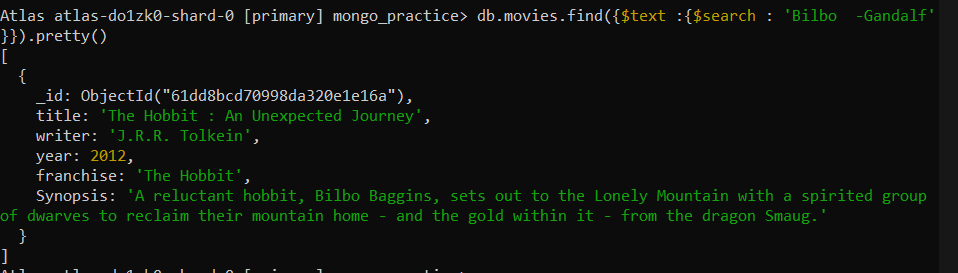 Atlas atlas-do1zk0-shard-0 [primary] mongo_practice> db.movies.find({$text :{$search : 'Bilbo  -Gandalf'
}}).pretty()
[
  {
    _id: ObjectId("61dd8bcd70998da320e1e16a"),
    title: 'The Hobbit : An Unexpected Journey',
    writer: 'J.R.R. Tolkein',
    year: 2012,
    franchise: 'The Hobbit',
    Synopsis: 'A reluctant hobbit, Bilbo Baggins, sets out to the Lonely Mountain with a spirited group
of dwarves to reclaim their mountain home - and the gold within it - from the dragon Smaug.'
  }
]